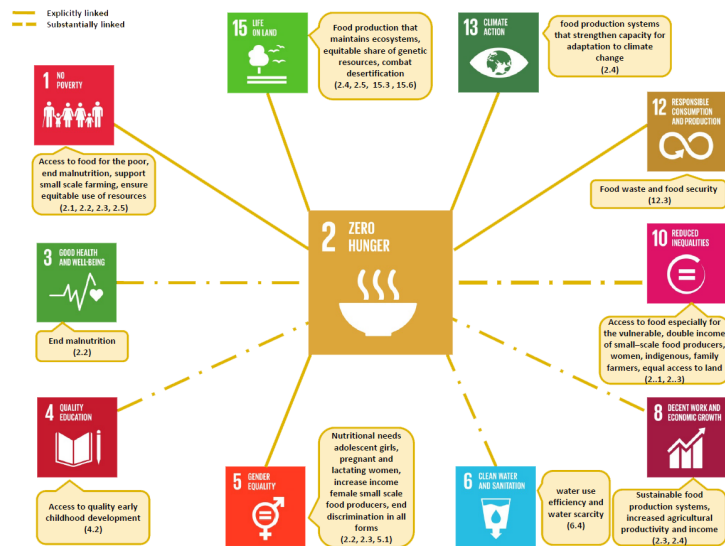 Explicitly linked
Substantially linked
15 LIFE
ON LAND
Food production that
maintains ecosystems,
equitable share of genetic
resources, combat
desertification
(2.4, 2.5, 15.3 , 15.6)
13 CLIMATE
ACTION
food production systems
that strengthen capacity for
adaptation to climate
change
(2.4)
1 NO
POVERTY
Access to food for the poor,
end malnutrition, support
small scale farming, ensure
equitable use of resources
(2.1, 2.2, 2.3, 2.5)
12 RESPONSIBLE
CONSUMPTION
AND PRODUCTION
Food waste and food security
(12.3)
2 ZERO
HUNGER
3 GOOD HEALTH
AND WELL-BEING
End malnutrition
(2.2)
10 REDUCED
INEQUALITIES
Access to food especially for
the vulnerable, double income
of small–scale food producers,
women, indigenous, family
farmers, equal access to land
(2..1, 2..3)
4 QUALITY
EDUCATION
Access to quality early
childhood development
(4.2)
5 GENDER
EQUALITY
Nutritional needs
adolescent girls,
pregnant and
lactating women,
increase income
female small scale
food producers, end
discrimination in all
forms
(2.2, 2.3, 5.1)
6 CLEAN WATER
AND SANITATION
water use
efficiency and
water scarcity
(6.4)
8 DECENT WORK AND
ECONOMIC GROWTH
Sustainable food
production systems,
increased agricultural
productivity and income
(2.3, 2.4)